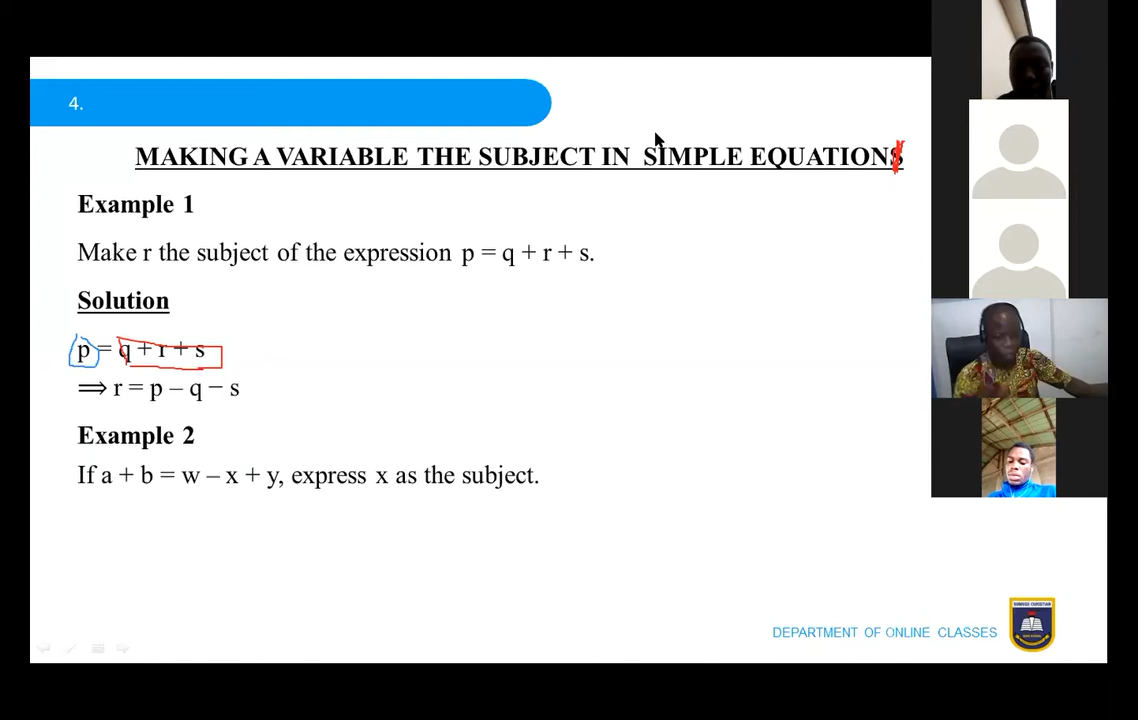 4.
MAKING A VARIABLE THE SUBJECT IN SIMPLE EQUATIONS
Example 1
Make r the subject of the expression p = q + r + s.
Solution
p = q + r + s
⟹ r = p – q – s
Example 2
If a + b = w – x + y, express x as the subject.
DEPARTMENT OF ONLINE CLASSES